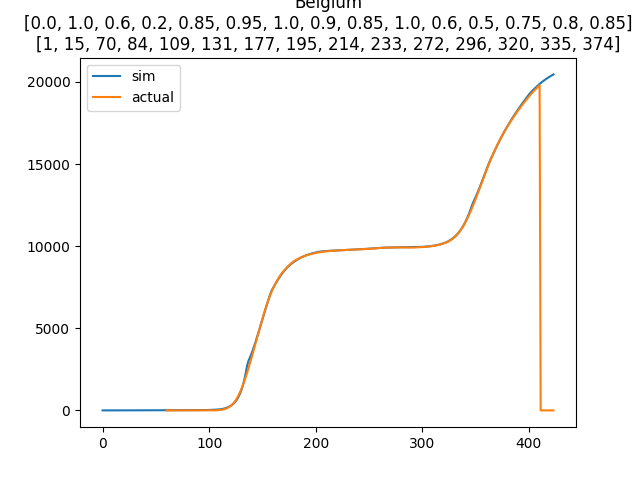 Belgium
[0.0, 1.0, 0.6, 0.2, 0.85, 0.95, 1.0, 0.9, 0.85, 1.0, 0.6, 0.5, 0.75, 0.8, 0.85]
[1, 15, 70, 84, 109, 131, 177, 195, 214, 233, 272, 296, 320, 335, 374]
sim
actual
20000
15000
10000
5000
0
0 100 200 300 400